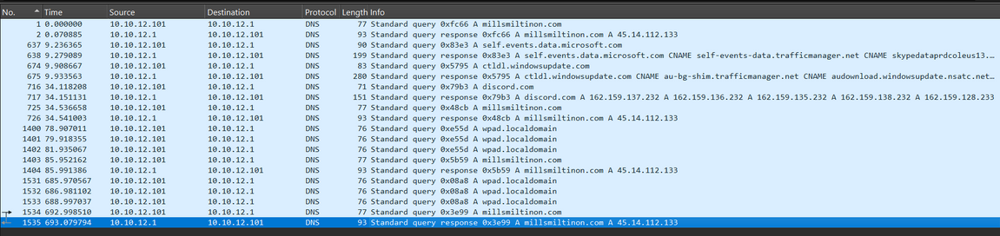 No. Time Source Destination Protocol Length Info
1 0.000000 10.10.12.101 10.10.12.1 DNS 77 Standard query 0xfc66 A millsmiltinon.com
2 0.070885 10.10.12.1 10.10.12.101 DNS 93 Standard query response 0xfc66 A millsmiltinon.com A 45.14.112.133
637 9.236365 10.10.12.101 10.10.12.1 DNS 90 Standard query 0x83e3 A self.events.data.microsoft.com
638 9.279089 10.10.12.1 10.10.12.101 DNS 199 Standard query response 0x83e3 A self.events.data.microsoft.com CNAME self-events-data.trafficmanager.net CNAME skypedataprdcoleus13.…
674 9.908667 10.10.12.101 10.10.12.1 DNS 83 Standard query 0x5795 A ctldl.windowsupdate.com
675 9.933563 10.10.12.1 10.10.12.101 DNS 280 Standard query response 0x5795 A ctldl.windowsupdate.com CNAME au-bg-shim.trafficmanager.net CNAME audownload.windowsupdate.nsatc.net…
716 34.118208 10.10.12.101 10.10.12.1 DNS 71 Standard query 0x79b3 A discord.com
717 34.151131 10.10.12.1 10.10.12.101 DNS 151 Standard query response 0x79b3 A discord.com A 162.159.137.232 A 162.159.136.232 A 162.159.135.232 A 162.159.138.232 A 162.159.128.233
725 34.536658 10.10.12.101 10.10.12.1 DNS 77 Standard query 0x48cb A millsmiltinon.com
726 34.541003 10.10.12.1 10.10.12.101 DNS 93 Standard query response 0x48cb A millsmiltinon.com A 45.14.112.133
1400 78.907011 10.10.12.101 10.10.12.1 DNS 76 Standard query 0xe55d A wpad.localdomain
1401 79.918355 10.10.12.101 10.10.12.1 DNS 76 Standard query 0xe55d A wpad.localdomain
1402 81.935067 10.10.12.101 10.10.12.1 DNS 76 Standard query 0xe55d A wpad.localdomain
1403 85.952162 10.10.12.101 10.10.12.1 DNS 77 Standard query 0x5b59 A millsmiltinon.com
1404 85.991386 10.10.12.1 10.10.12.101 DNS 93 Standard query response 0x5b59 A millsmiltinon.com A 45.14.112.133
1531 685.970567 10.10.12.101 10.10.12.1 DNS 76 Standard query 0x08a8 A wpad.localdomain
1532 686.981102 10.10.12.101 10.10.12.1 DNS 76 Standard query 0x08a8 A wpad.localdomain
1533 688.997037 10.10.12.101 10.10.12.1 DNS 76 Standard query 0x08a8 A wpad.localdomain
1534 692.998510 10.10.12.101 10.10.12.1 DNS 77 Standard query 0x3e99 A millsmiltinon.com
1535 693.079794 10.10.12.1 10.10.12.101 DNS 93 Standard query response 0x3e99 A millsmiltinon.com A 45.14.112.133